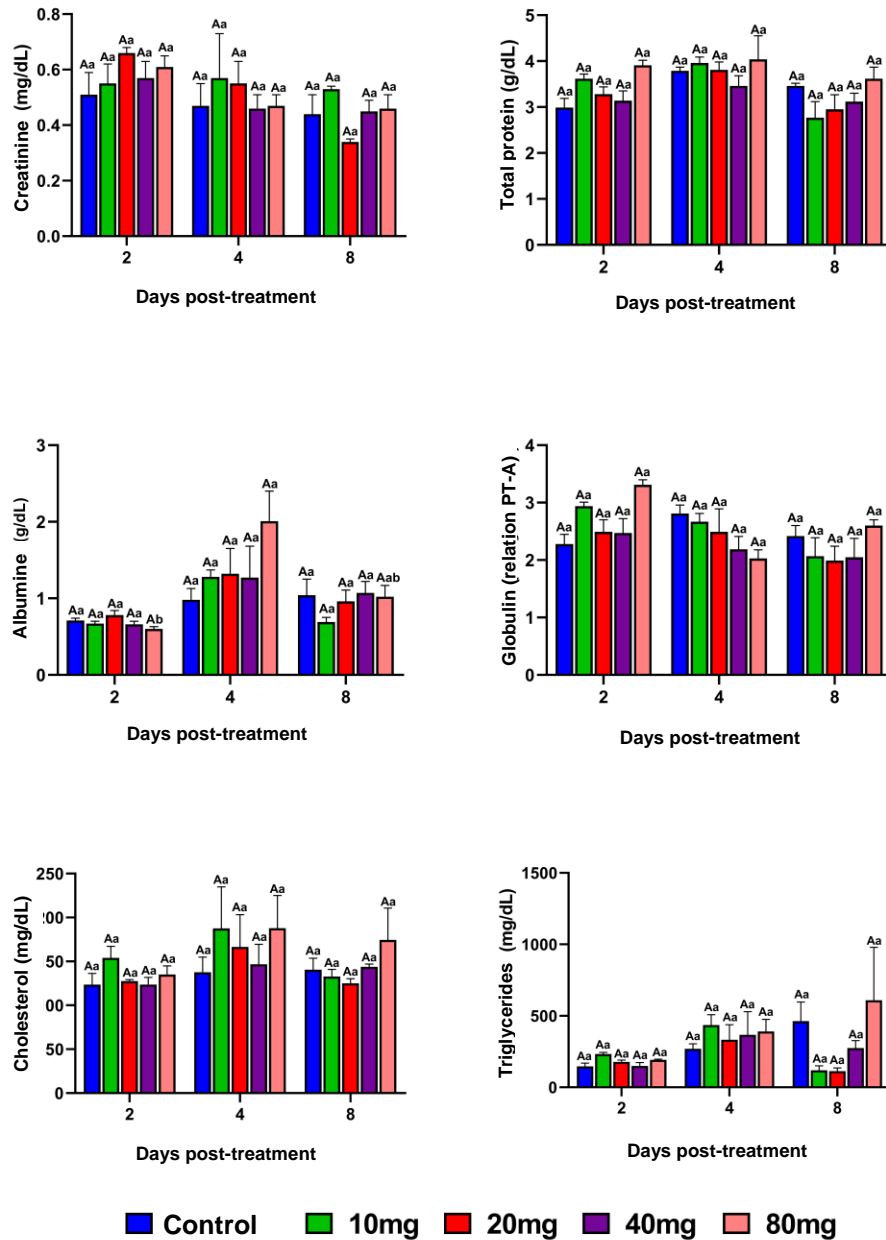 Creatinine (mg/dL)
0.8
0.6
0.4
0.2
0.0
Aa Aa Aa Aa Aa
Aa Aa Aa Aa Aa
Aa Aa Aa Aa Aa
2 4 8
Days post-treatment
Total protein (g/dL)
5
4
3
2
1
0
Aa Aa Aa Aa Aa
Aa Aa Aa Aa Aa
Aa Aa Aa Aa Aa
2 4 8
Days post-treatment
Albumine (g/dL)
3
2
1
0
Aa Aa Aa Aa Ab
Aa Aa Aa Aa Aa
Aa Aa Aa Aa Aab
2 4 8
Days post-treatment
Globulin (relation PT-A)
4
3
2
1
0
Aa Aa Aa Aa Aa
Aa Aa Aa Aa Aa
Aa Aa Aa Aa Aa
2 4 8
Days post-treatment
Cholesterol (mg/dL)
250
200
50
00
50
0
Aa Aa Aa Aa Aa
Aa Aa Aa Aa Aa
Aa Aa Aa Aa Aa
2 4 8
Days post-treatment
Triglycerides (mg/dL)
1500
1000
500
0
Aa Aa Aa Aa Aa
Aa Aa Aa Aa Aa
Aa Aa Aa Aa Aa
2 4 8
Days post-treatment
Control 10mg 20mg 40mg 80mg